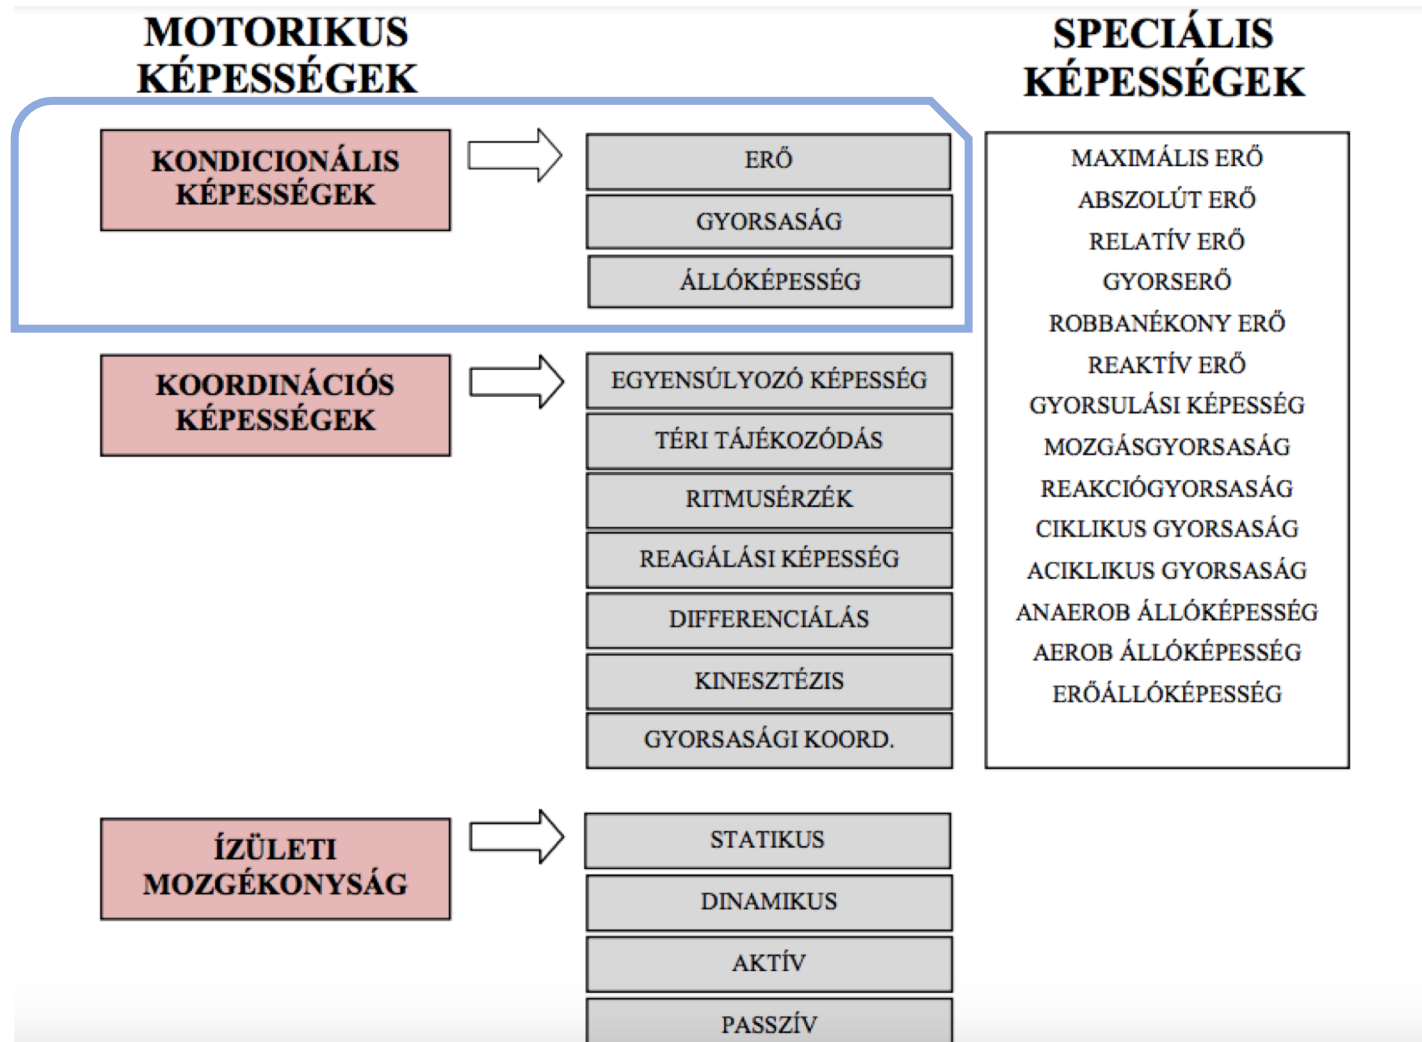 MOTORIKUS
KÉPESSÉGEK
KONDICIONÁLIS
KÉPESSÉGEK
ERŐ
GYORSASÁG
ÁLLÓKÉPESSÉG
KOORDINÁCIÓS
KÉPESSÉGEK
EGYENSÚLYOZÓ KÉPESSÉG
TÉRI TÁJÉKOZÓDÁS
RITMUSÉRZÉK
REAGÁLÁSI KÉPESSÉG
DIFFERENCIÁLÁS
KINESZTÉZIS
GYORSASÁGI KOORD.
ÍZÜLETI
MOZGÉKONYSÁG
STATIKUS
DINAMIKUS
AKTÍV
PASSZÍV
SPECIÁLIS
KÉPESSÉGEK
MAXIMÁLIS ERŐ
ABSZOLÚT ERŐ
RELATÍV ERŐ
GYORSERŐ
ROBBANÉKONY ERŐ
REAKTÍV ERŐ
GYORSULÁSI KÉPESSÉG
MOZGÁSGYORSASÁG
REAKCIÓGYORSASÁG
CIKLIKUS GYORSASÁG
ACIKLIKUS GYORSASÁG
ANAEROB ÁLLÓKÉPESSÉG
AEROB ÁLLÓKÉPESSÉG
ERŐÁLLÓKÉPESSÉG